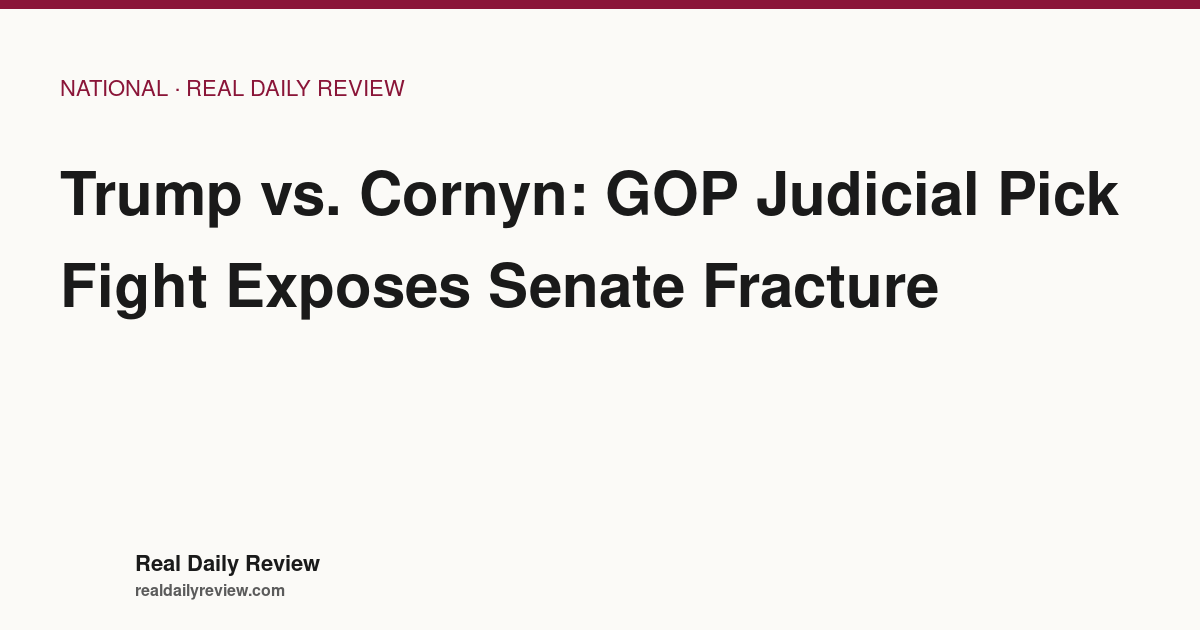 NATIONAL · REAL DAILY REVIEW
Trump vs. Cornyn: GOP Judicial Pick
Fight Exposes Senate Fracture
Real Daily Review
realdailyreview.com